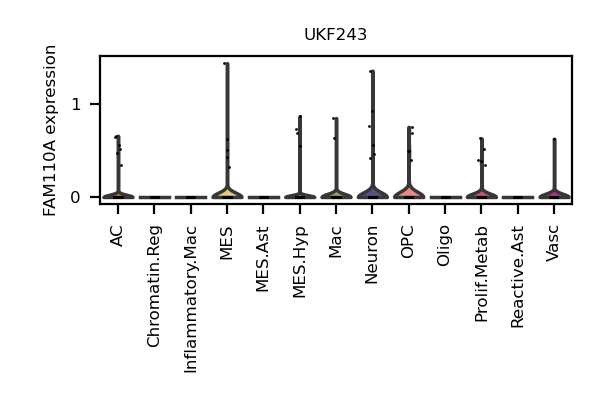 UKF243
FAM110A expression
1
0
AC
Chromatin.Reg
Inflammatory.Mac
MES
MES.Ast
MES.Hyp
Mac
Neuron
OPC
Oligo
Prolif.Metab
Reactive.Ast
Vasc